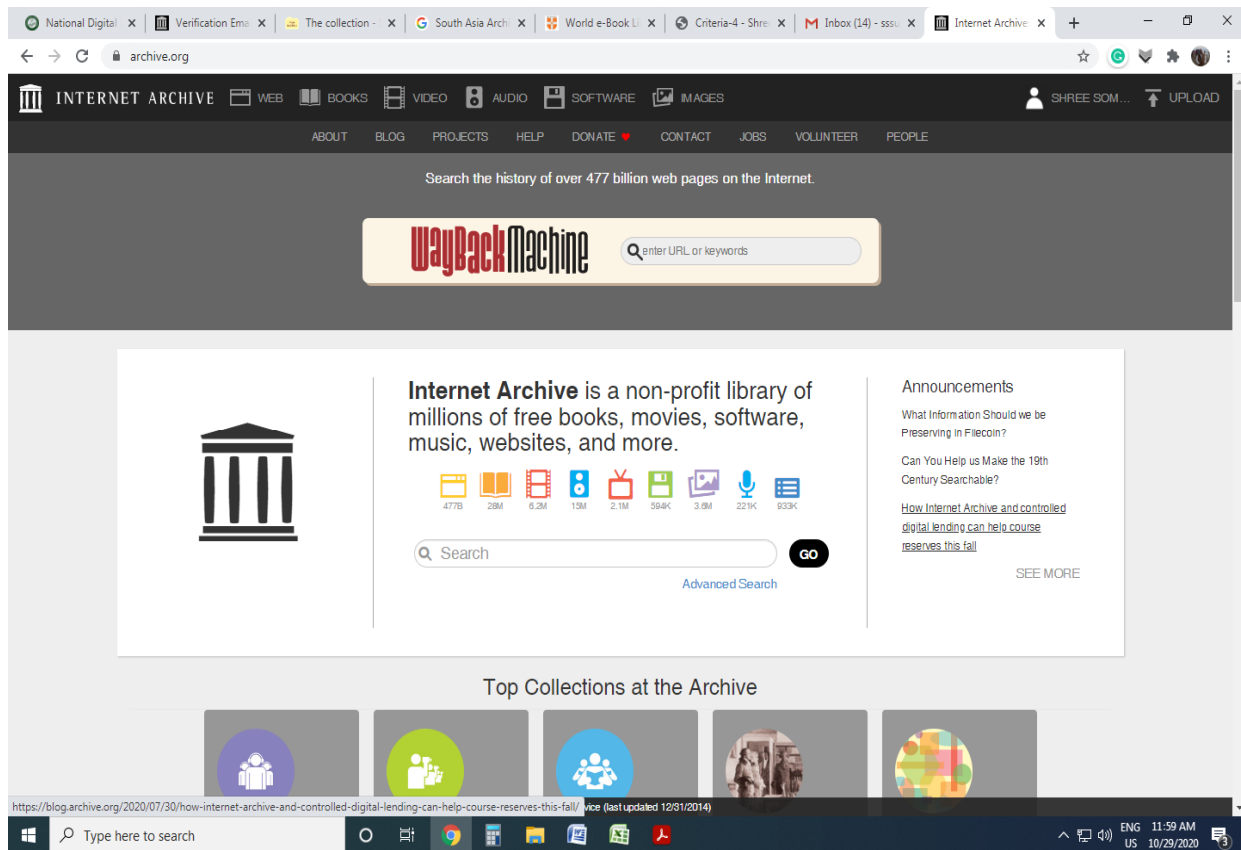 National Digital
Verification Ema
The collection -
South Asia Archi
World e-Book Li
Criteria-4 - Shre
M Inbox (14) - sssu
Internet Archive:
archive.org
INTERNET ARCHIVE WEB BOOKS VIDEO AUDIO SOFTWARE IMAGES SHREE SOM... UPLOAD
ABOUT BLOG PROJECTS HELP DONATE CONTACT JOBS VOLUNTEER PEOPLE
Search the history of over 477 billion web pages on the Internet.
WayBackMachine
enter URL or keywords
Internet Archive is a non-profit library of
millions of free books, movies, software,
music, websites, and more.
477B 28M 6.2M 15M 2.1M 594K 3.6M 221K 933K
Search
GO
Advanced Search
Announcements
What Information Should we be
Preserving in Filecoin?
Can You Help us Make the 19th
Century Searchable?
How Internet Archive and controlled
digital lending can help course
reserves this fall
SEE MORE
Top Collections at the Archive
https://blog.archive.org/2020/07/30/how-internet-archive-and-controlled-digital-lending-can-help-course-reserves-this-fall/ vice (last updated 12/31/2014)
Type here to search
ENG 11:59 AM
US 10/29/2020
3